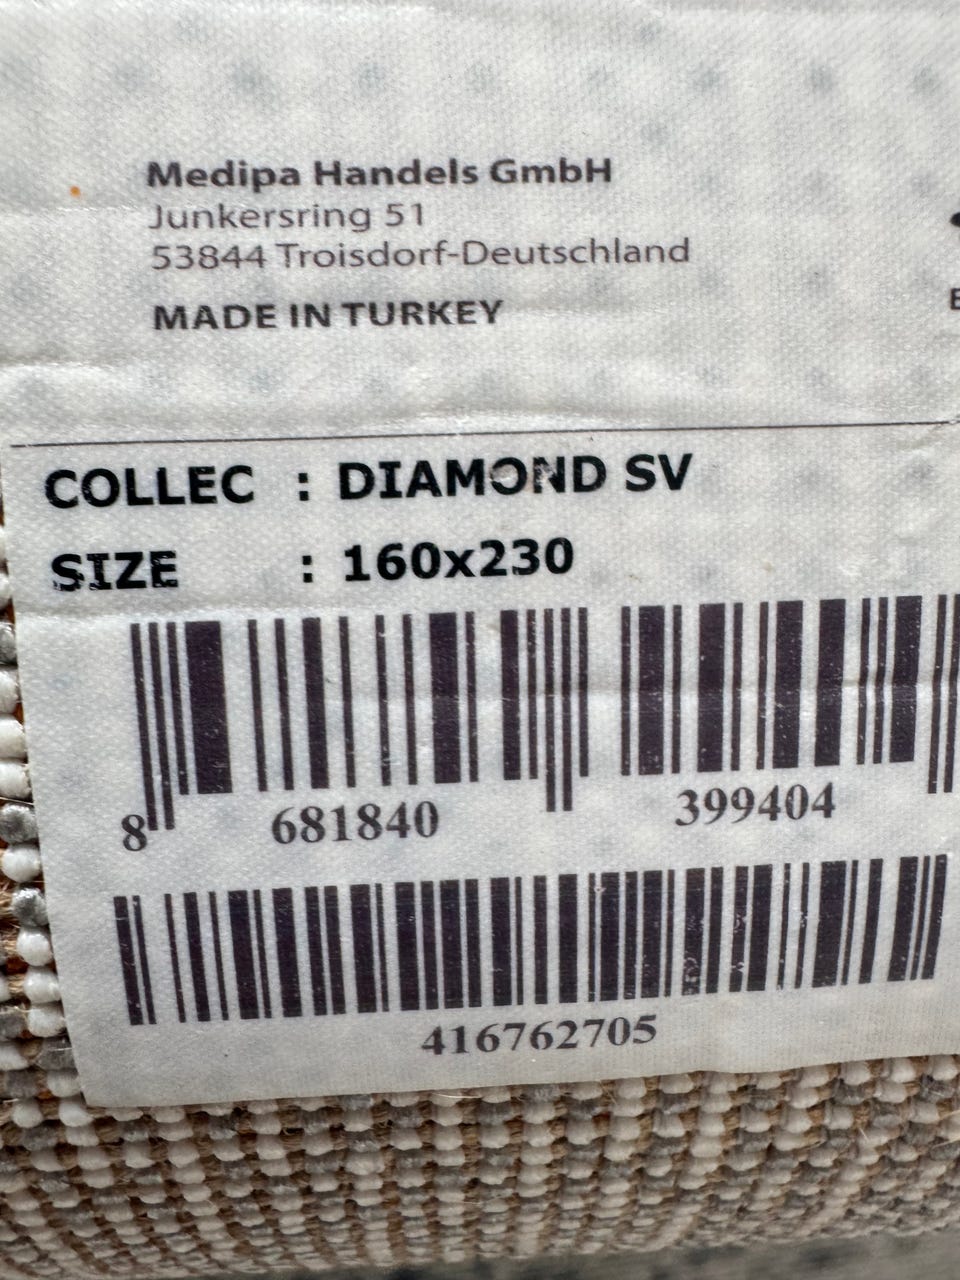 Medipa Handels GmbH
Junkersring 51
53844 Troisdorf-Deutschland
MADE IN TURKEY
COLLEC : DIAMOND SV
SIZE : 160x230
8 681840 399404
416762705